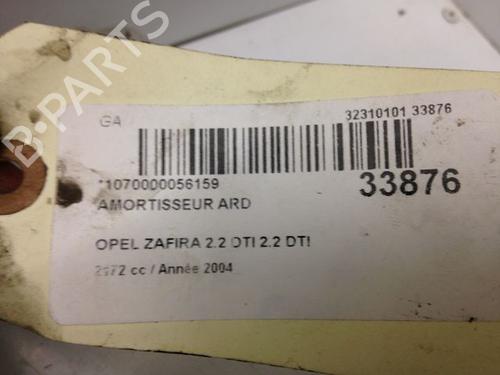 GA
32310101 33876
*1070000056159
33876
AMORTISSEUR ARD
OPEL ZAFIRA 2.2 DTI 2.2 DTI
2172 cc / Année 2004
B-PARTS